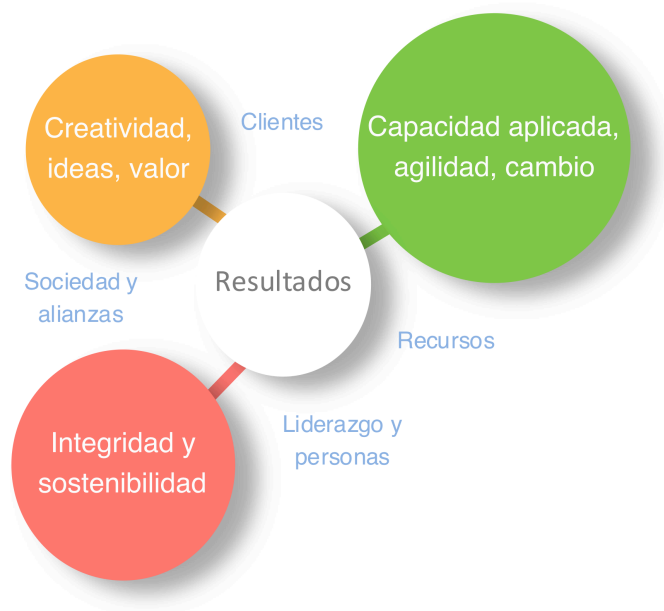 Creatividad,
ideas, valor
Clientes
Capacidad aplicada,
agilidad, cambio
Sociedad y
alianzas
Resultados
Recursos
Liderazgo y
personas
Integridad y
sostenibilidad